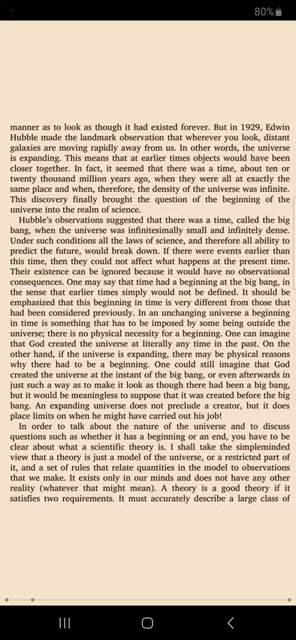 80%
manner as to look as though it had existed forever. But in 1929, Edwin
Hubble made the landmark observation that wherever you look, distant
galaxies are moving rapidly away from us. In other words, the universe
is expanding. This means that at earlier times objects would have been
closer together. In fact, it seemed that there was a time, about ten or
twenty thousand million years ago, when they were all at exactly the
same place and when, therefore, the density of the universe was infinite.
This discovery finally brought the question of the beginning of the
universe into the realm of science.
Hubble's observations suggested that there was a time, called the big
bang, when the universe was infinitesimally small and infinitely dense.
Under such conditions all the laws of science, and therefore all ability to
predict the future, would break down. If there were events earlier than
this time, then they could not affect what happens at the present time.
Their existence can be ignored because it would have no observational
consequences. One may say that time had a beginning at the big bang, in
the sense that earlier times simply would not be defined. It should be
emphasized that this beginning in time is very different from those that
had been considered previously. In an unchanging universe a beginning
in time is something that has to be imposed by some being outside the
universe; there is no physical necessity for a beginning. One can imagine
that God created the universe at literally any time in the past. On the
other hand, if the universe is expanding, there may be physical reasons
why there had to be a beginning. One could still imagine that God
created the universe at the instant of the big bang, or even afterwards in
just such a way as to make it look as though there had been a big bang,
but it would be meaningless to suppose that it was created before the big
bang. An expanding universe does not preclude a creator, but it does
place limits on when he might have carried out his job!
In order to talk about the nature of the universe and to discuss
questions such as whether it has a beginning or an end, you have to be
clear about what a scientific theory is. I shall take the simpleminded
view that a theory is just a model of the universe, or a restricted part of
it, and a set of rules that relate quantities in the model to observations
that we make. It exists only in our minds and does not have any other
reality (whatever that might mean). A theory is a good theory if it
satisfies two requirements. It must accurately describe a large class of